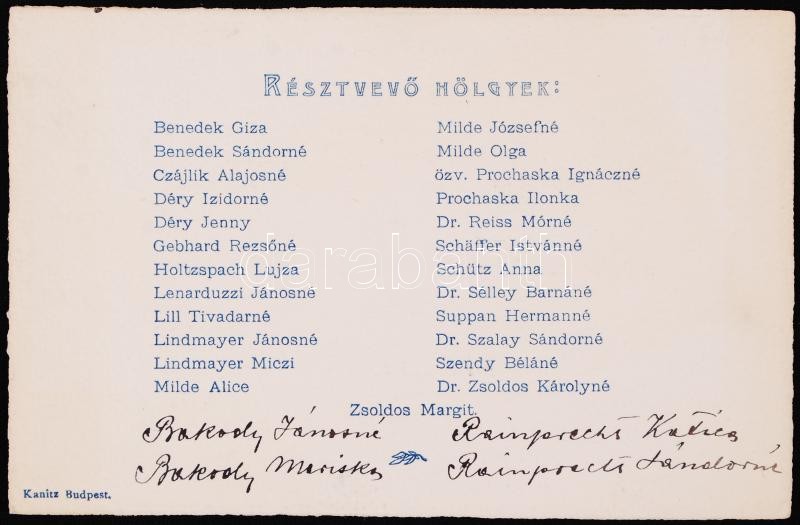 RÉSZTVEVŐ HÖLGYEK:
Benedek Giza
Benedek Sándorné
Czájlik Alajosné
Déry Izidorné
Déry Jenny
Gebhard Rezsőné
Holtzspach Lujza
Lenarduzzi Jánosné
Lill Tivadarné
Lindmayer Jánosné
Lindmayer Miczi
Milde Alice
Milde Józsefné
Milde Olga
özv. Prochaska Ignáczné
Prochaska Ilonka
Dr. Reiss Mórné
Schäffer Istvánné
Schütz Anna
Dr. Sélley Barnáné
Suppan Hermanné
Dr. Szalay Sándorné
Szendy Béláné
Dr. Zsoldos Károlyné
Zsoldos Margit.
Bakody Jánosné
Bakody Mariska
Rainprecht Katica
Rainprecht Sándorné
Kanitz Budpest.
darabanth